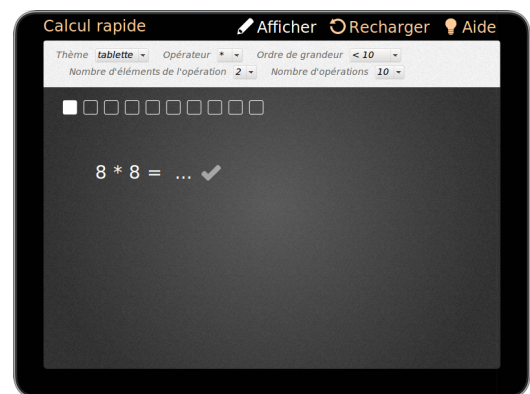 Calcul rapide Afficher Recharger Aide
Thème tablette Opérateur * Ordre de grandeur < 10
Nombre d'éléments de l'opération 2 Nombre d'opérations 10
8 * 8 = ...